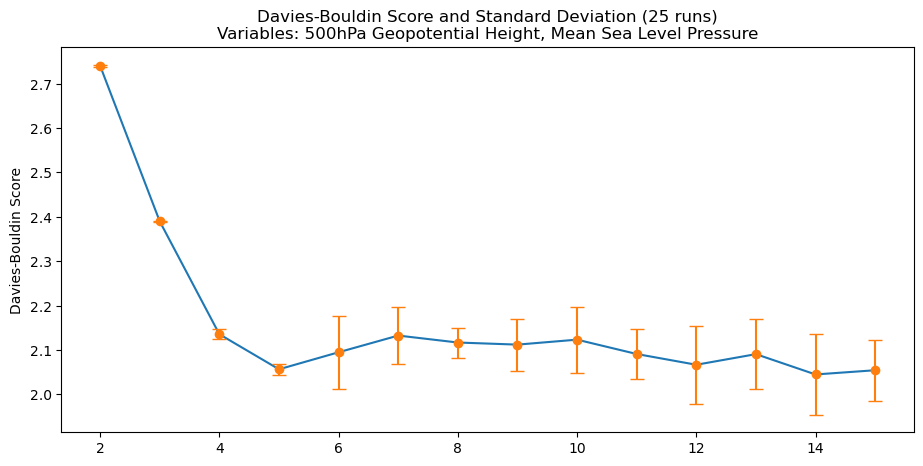 Davies-Bouldin Score and Standard Deviation (25 runs)
Variables: 500hPa Geopotential Height, Mean Sea Level Pressure
Davies-Bouldin Score
2.7
2.6
2.5
2.4
2.3
2.2
2.1
2.0
2 4 6 8 10 12 14